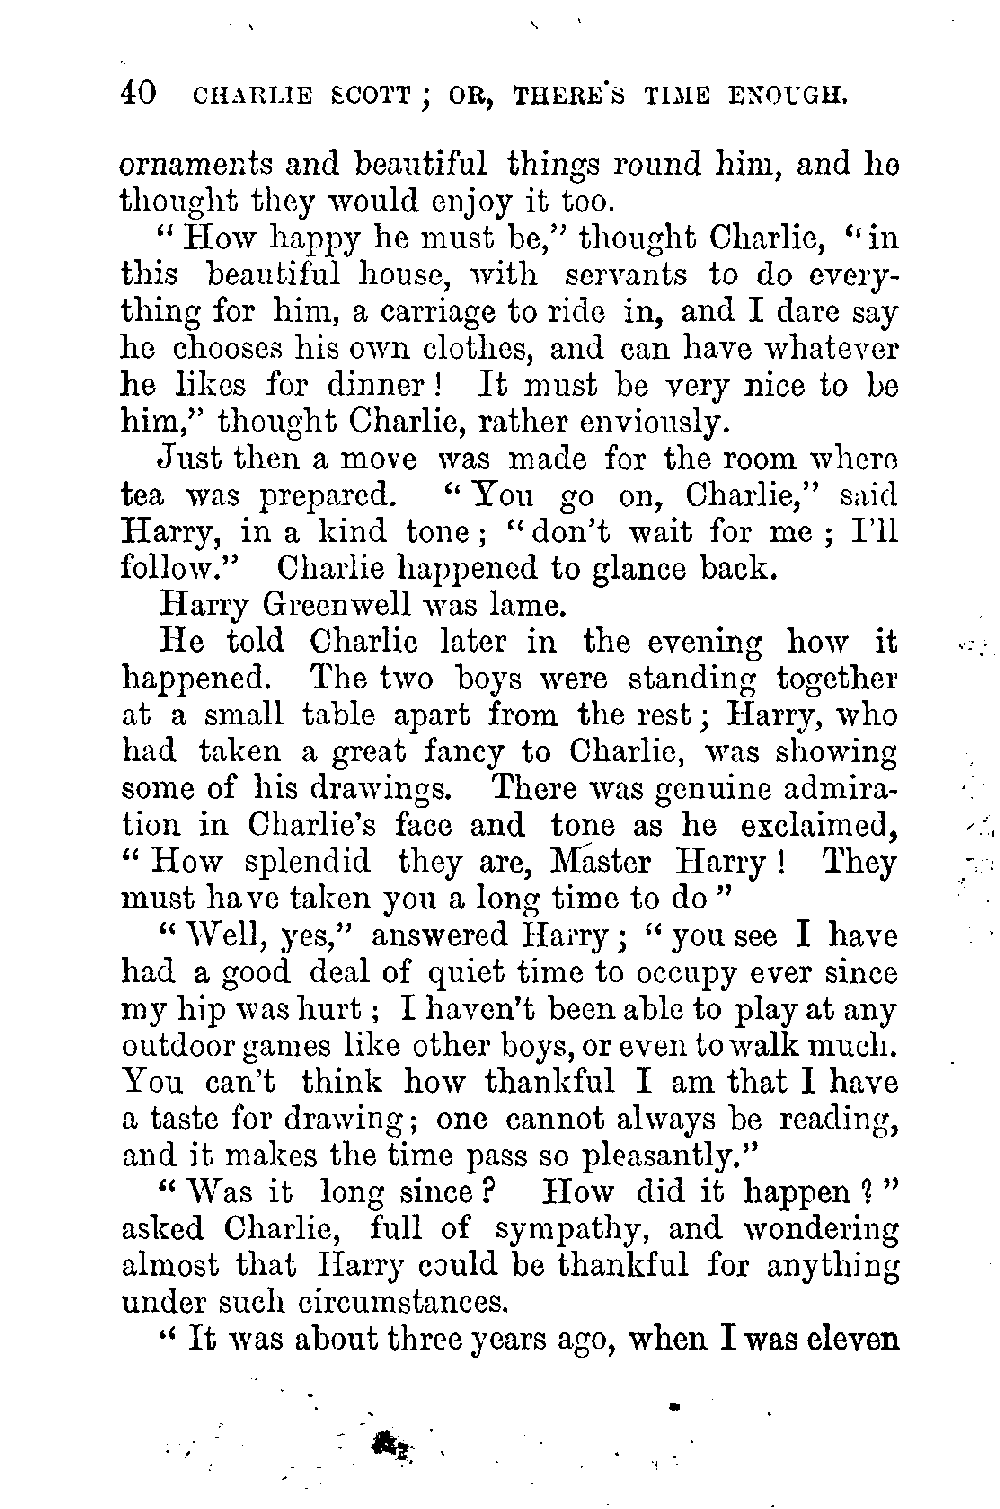 40 CHARLIE SCOTT ; OR, THERE'S TIME ENOUGH.
ornaments and beautiful things round him, and he
thought they would enjoy it too.
" How happy he must be," thought Charlie, " in
this beautiful house, with servants to do every-
thing for him, a carriage to ride in, and I dare say
he chooses his own clothes, and can have whatever
he likes for dinner ! It must be very nice to be
him," thought Charlie, rather enviously.
Just then a move was made for the room where
tea was prepared. " You go on, Charlie," said
Harry, in a kind tone ; " don't wait for me ; I'll
follow." Charlie happened to glance back.
Harry Greenwell was lame.
He told Charlie later in the evening how it
happened. The two boys were standing together
at a small table apart from the rest ; Harry, who
had taken a great fancy to Charlie, was showing
some of his drawings. There was genuine admira-
tion in Charlie's face and tone as he exclaimed,
" How splendid they are, Master Harry ! They
must have taken you a long time to do "
" Well, yes," answered Harry ; " you see I have
had a good deal of quiet time to occupy ever since
my hip was hurt ; I haven't been able to play at any
outdoor games like other boys, or even to walk much.
You can't think how thankful I am that I have
a taste for drawing ; one cannot always be reading,
and it makes the time pass so pleasantly."
" Was it long since ? How did it happen ? "
asked Charlie, full of sympathy, and wondering
almost that Harry could be thankful for anything
under such circumstances.
" It was about three years ago, when I was eleven